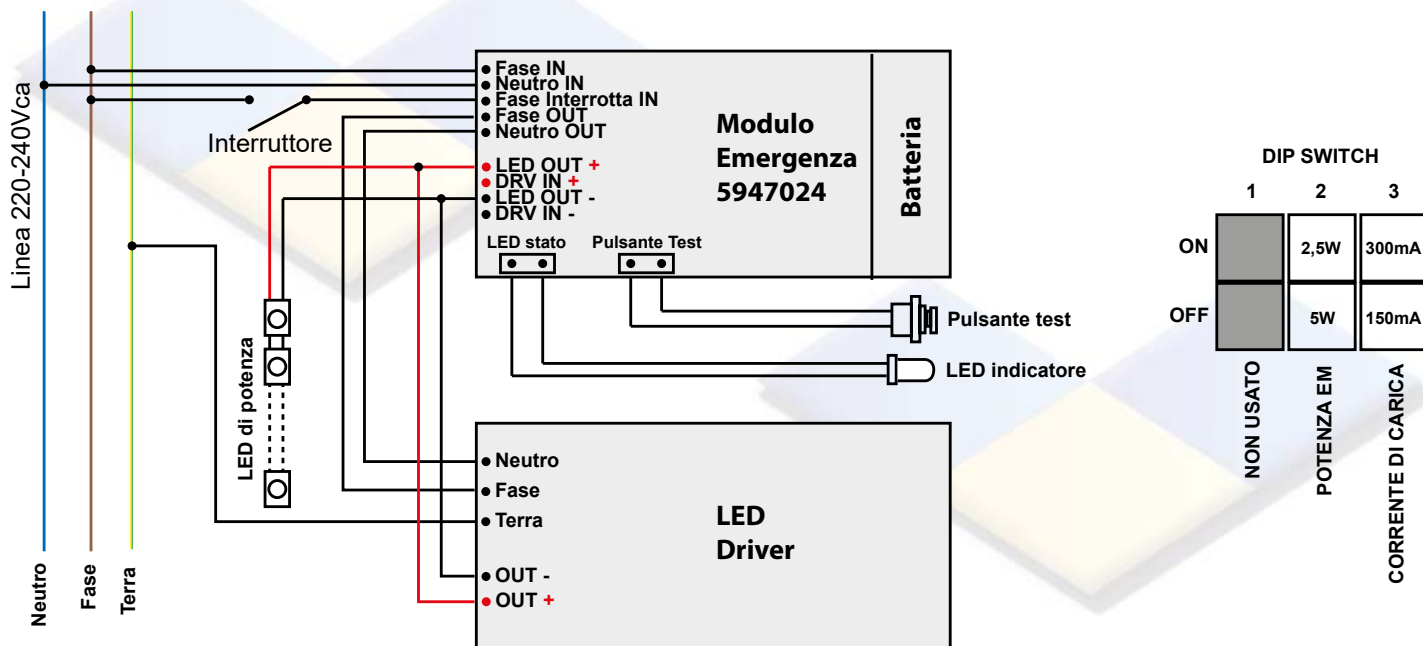 Linea 220-240Vca
Interruttore
Fase IN
Neutro IN
Fase Interrotta IN
Fase OUT
Neutro OUT
LED OUT +
DRV IN +
LED OUT -
DRV IN -
Modulo
Emergenza
5947024
Batteria
LED stato
Pulsante Test
Pulsante test
LED indicatore
LED di potenza
Neutro
Fase
Terra
OUT -
OUT +
LED
Driver
Neutro
Fase
Terra
DIP SWITCH
1 2 3
ON 2,5W 300mA
OFF 5W 150mA
NON USATO
POTENZA EM
CORRENTE DI CARICA